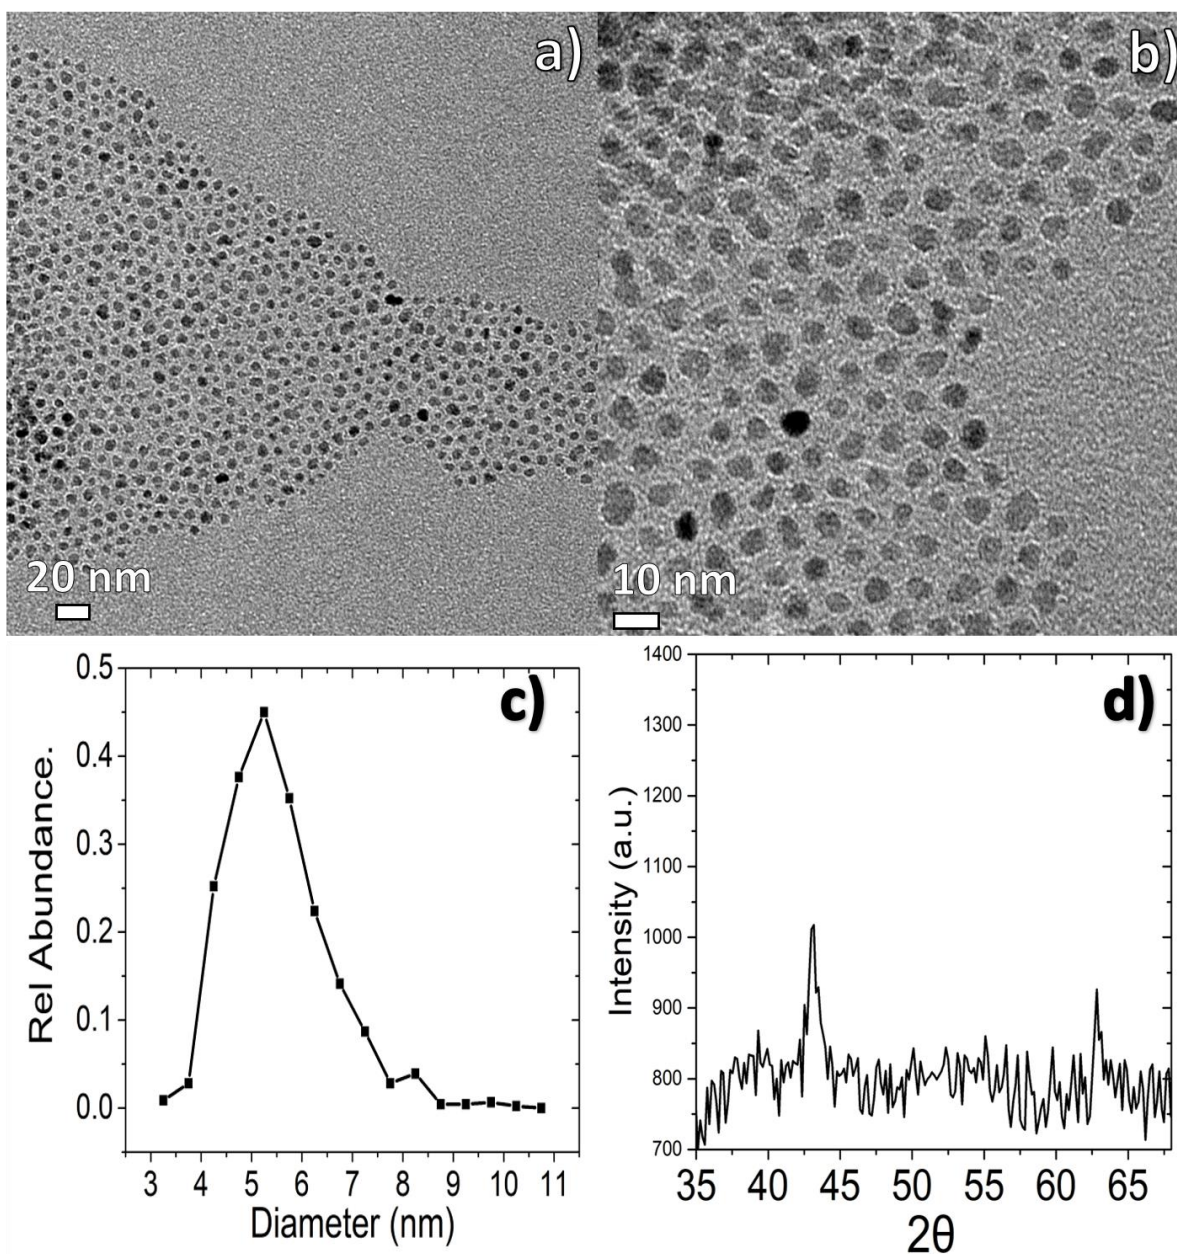 a)
20 nm
b)
10 nm
c)
Rel Abundance.
0.5
0.4
0.3
0.2
0.1
0.0
3 4 5 6 7 8 9 10 11
Diameter (nm)
d)
Intensity (a.u.)
1400
1300
1200
1100
1000
900
800
700
35 40 45 50 55 60 65
2θ